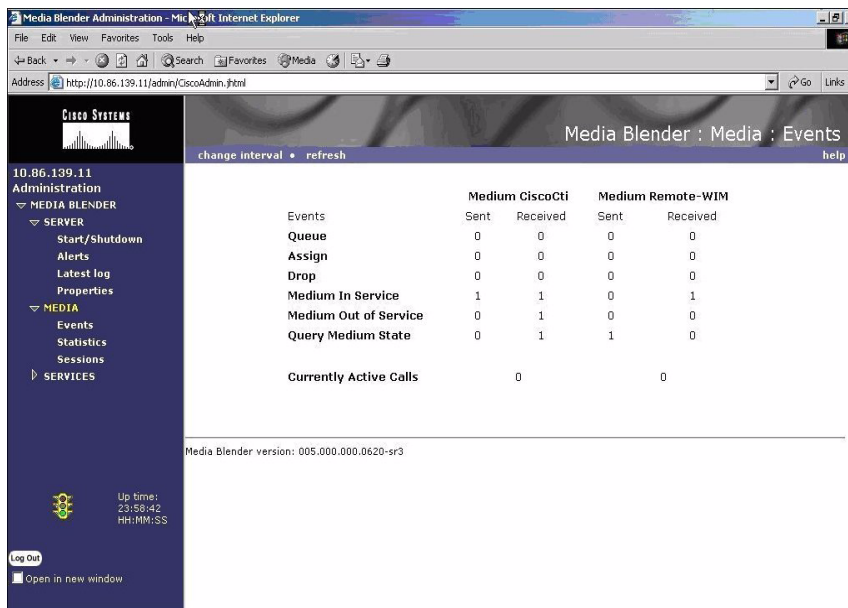 Media Blender Administration - Microsoft Internet Explorer
File Edit View Favorites Tools Help
Back Search Favorites Media
Address http://10.86.139.11/admin/CiscoAdmin.jhtml Go Links
CISCO SYSTEMS
Media Blender : Media : Events
change interval • refresh help
10.86.139.11
Administration
MEDIA BLENDER
SERVER
Start/Shutdown
Alerts
Latest log
Properties
MEDIA
Events
Statistics
Sessions
SERVICES
Up time:
23:58:42
HH:MM:SS
Log Out
Open in new window
Medium CiscoCti Medium Remote-WIM
Events Sent Received Sent Received
Queue 0 0 0 0
Assign 0 0 0 0
Drop 0 0 0 0
Medium In Service 1 1 0 1
Medium Out of Service 0 1 0 0
Query Medium State 0 1 1 0
Currently Active Calls 0 0
Media Blender version: 005.000.000.0620-sr3